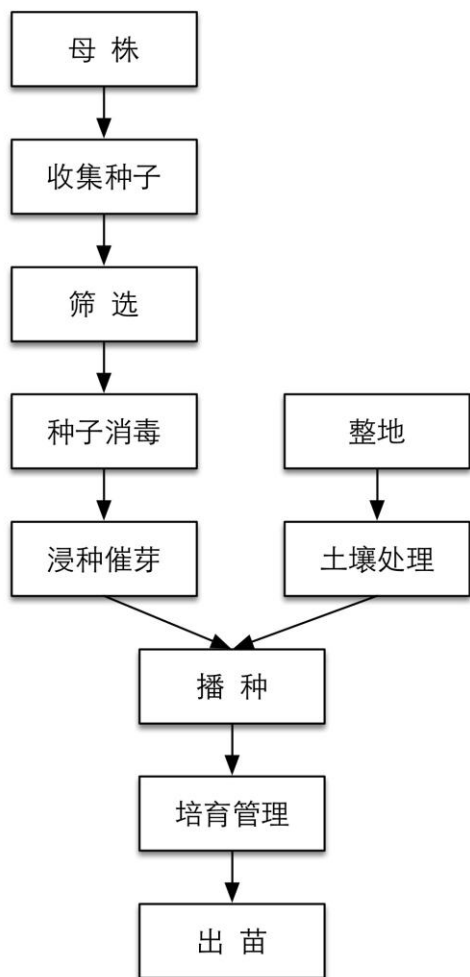 母 株
收集种子
筛 选
种子消毒
整地
浸种催芽
土壤处理
播 种
培育管理
出 苗